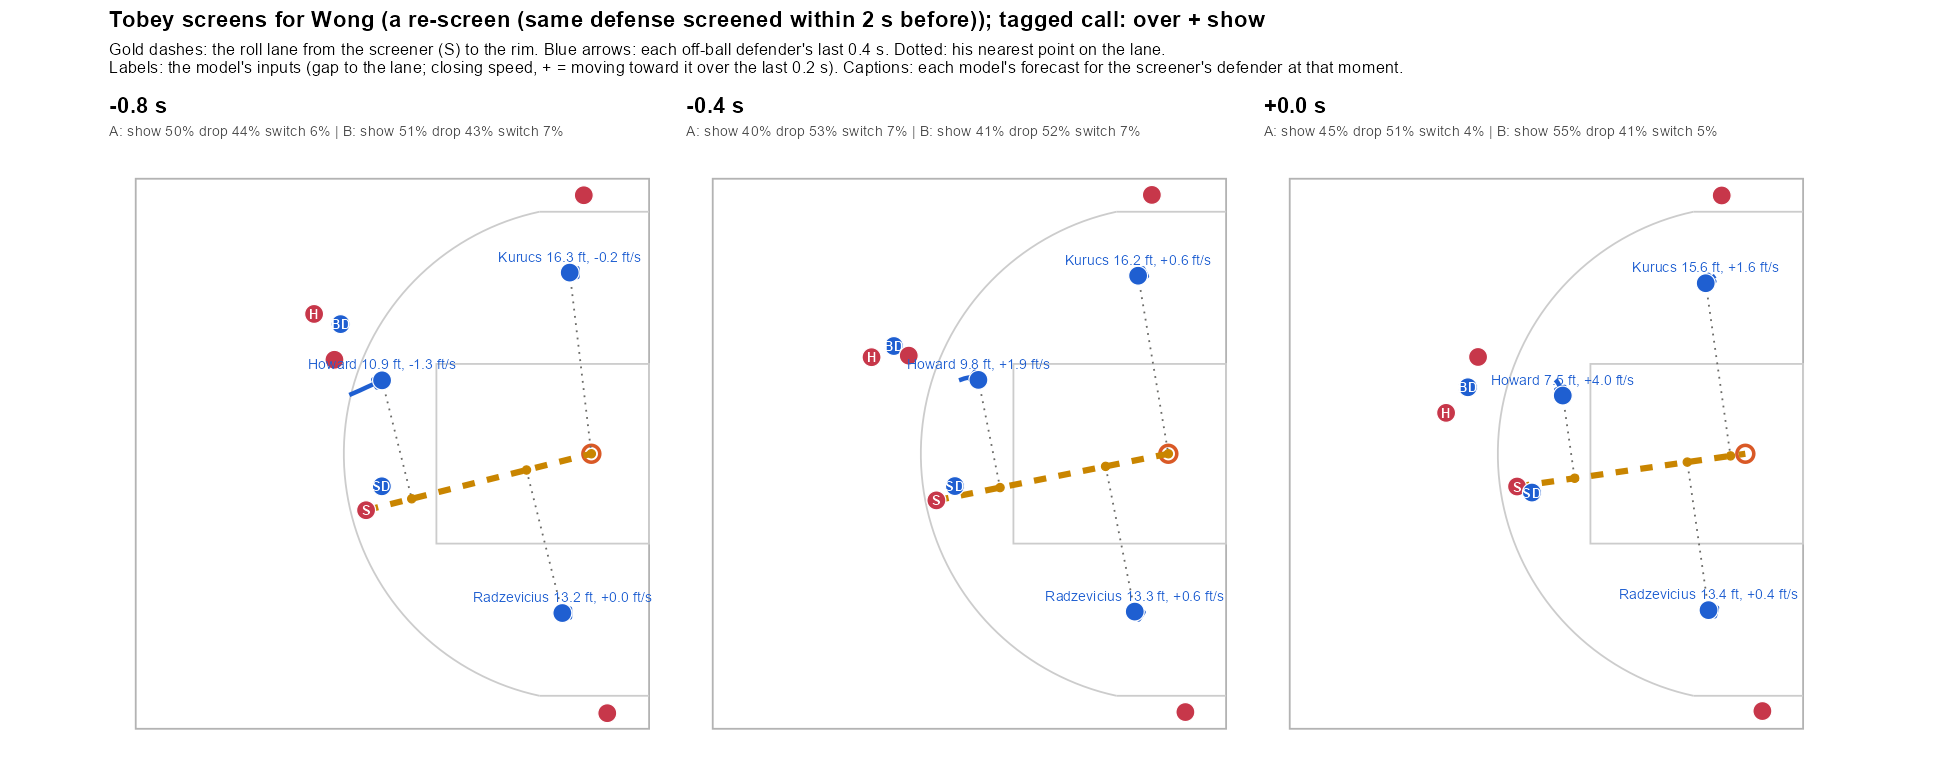 Tobey screens for Wong (a re-screen (same defense screened within 2 s before)); tagged call: over + show
Gold dashes: the roll lane from the screener (S) to the rim. Blue arrows: each off-ball defender's last 0.4 s. Dotted: his nearest point on the lane.
Labels: the model's inputs (gap to the lane; closing speed, + = moving toward it over the last 0.2 s). Captions: each model's forecast for the screener's defender at that moment.
-0.8 s
A: show 50% drop 44% switch 6% | B: show 51% drop 43% switch 7%
Kurucs 16.3 ft, -0.2 ft/s
H
BD
Howard 10.9 ft, -1.3 ft/s
SD
S
Radzevicius 13.2 ft, +0.0 ft/s
-0.4 s
A: show 40% drop 53% switch 7% | B: show 41% drop 52% switch 7%
Kurucs 16.2 ft, +0.6 ft/s
BD
H
Howard 9.8 ft, +1.9 ft/s
SD
S
Radzevicius 13.3 ft, +0.6 ft/s
+0.0 s
A: show 45% drop 51% switch 4% | B: show 55% drop 41% switch 5%
Kurucs 15.6 ft, +1.6 ft/s
Howard 7.5 ft, +4.0 ft/s
BD
H
S
SD
Radzevicius 13.4 ft, +0.4 ft/s